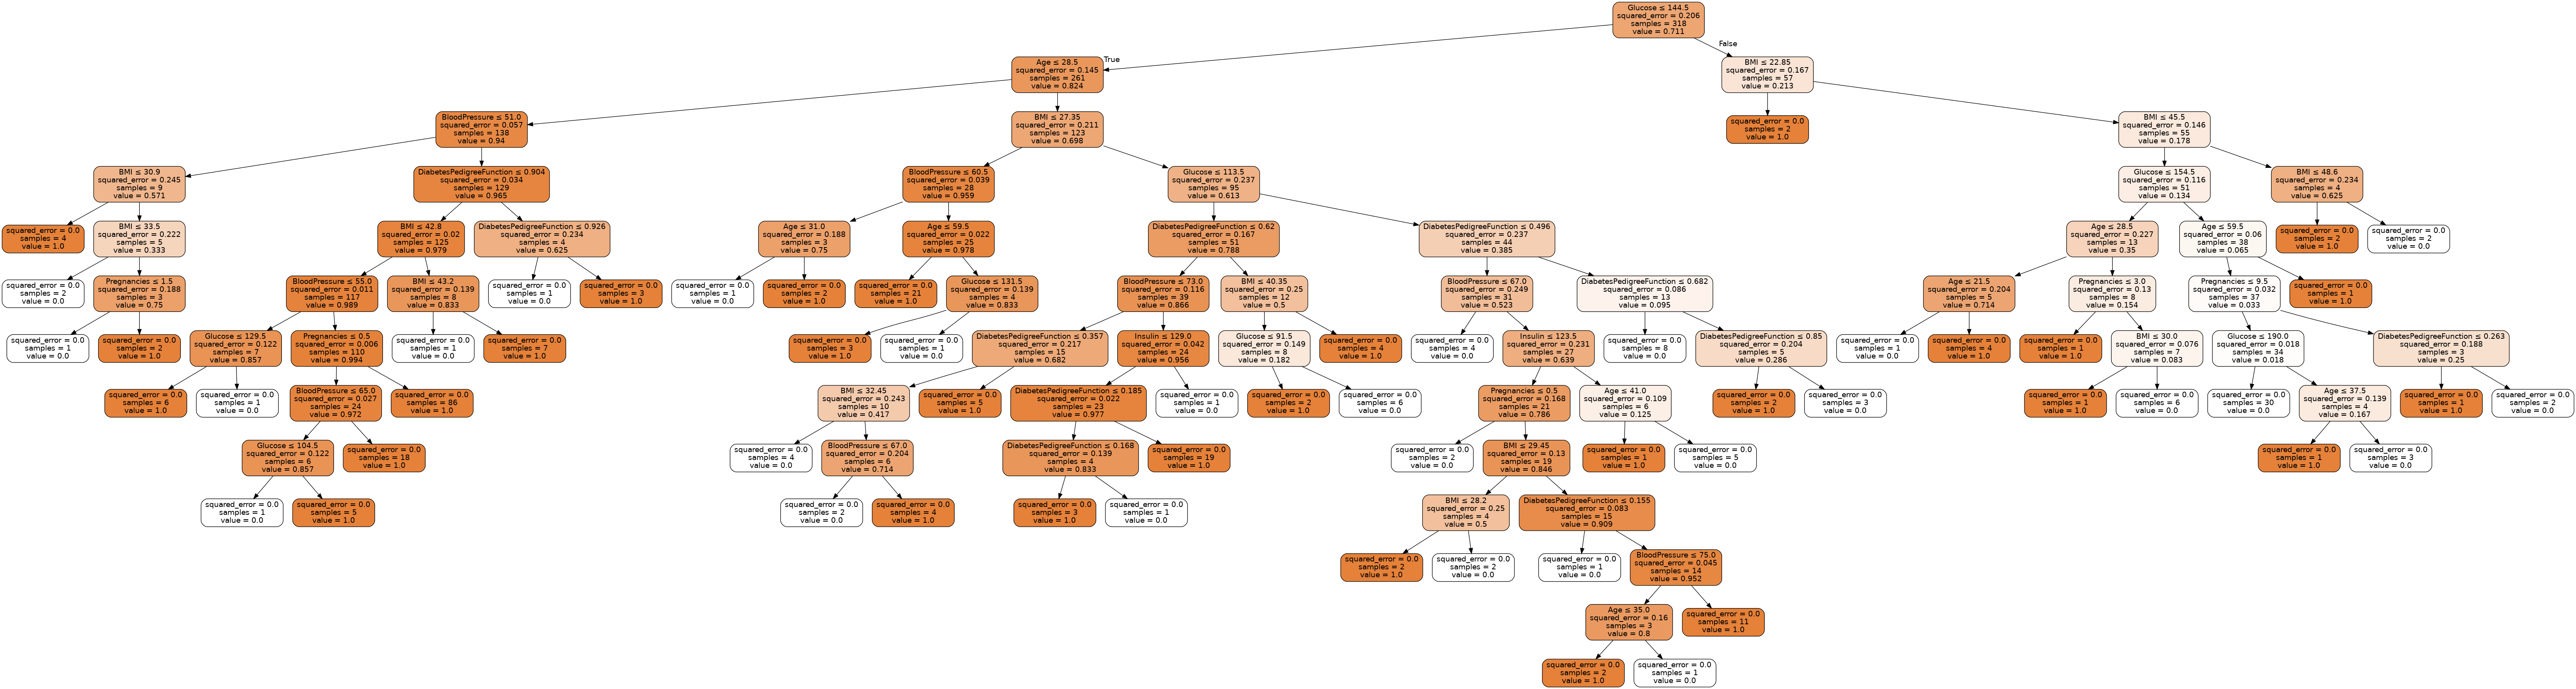 Glucose ≤ 144.5
squared_error = 0.206
samples = 318
value = 0.711
True
False
Age ≤ 28.5
squared_error = 0.145
samples = 261
value = 0.824
BMI ≤ 22.85
squared_error = 0.167
samples = 57
value = 0.213
BloodPressure ≤ 51.0
squared_error = 0.057
samples = 138
value = 0.94
BMI ≤ 27.35
squared_error = 0.211
samples = 123
value = 0.698
squared_error = 0.0
samples = 2
value = 1.0
BMI ≤ 45.5
squared_error = 0.146
samples = 55
value = 0.178
BMI ≤ 30.9
squared_error = 0.245
samples = 9
value = 0.571
DiabetesPedigreeFunction ≤ 0.904
squared_error = 0.034
samples = 129
value = 0.965
BloodPressure ≤ 60.5
squared_error = 0.039
samples = 28
value = 0.959
Glucose ≤ 113.5
squared_error = 0.237
samples = 95
value = 0.613
Glucose ≤ 154.5
squared_error = 0.116
samples = 51
value = 0.134
BMI ≤ 48.6
squared_error = 0.234
samples = 4
value = 0.625
squared_error = 0.0
samples = 4
value = 1.0
BMI ≤ 33.5
squared_error = 0.222
samples = 5
value = 0.333
BMI ≤ 42.8
squared_error = 0.02
samples = 125
value = 0.979
DiabetesPedigreeFunction ≤ 0.926
squared_error = 0.234
samples = 4
value = 0.625
Age ≤ 31.0
squared_error = 0.188
samples = 3
value = 0.75
Age ≤ 59.5
squared_error = 0.022
samples = 25
value = 0.978
DiabetesPedigreeFunction ≤ 0.62
squared_error = 0.167
samples = 51
value = 0.788
DiabetesPedigreeFunction ≤ 0.496
squared_error = 0.237
samples = 44
value = 0.385
Age ≤ 28.5
squared_error = 0.227
samples = 13
value = 0.35
Age ≤ 59.5
squared_error = 0.06
samples = 38
value = 0.065
squared_error = 0.0
samples = 2
value = 1.0
squared_error = 0.0
samples = 2
value = 0.0
squared_error = 0.0
samples = 2
value = 0.0
Pregnancies ≤ 1.5
squared_error = 0.188
samples = 3
value = 0.75
BloodPressure ≤ 55.0
squared_error = 0.011
samples = 117
value = 0.989
BMI ≤ 43.2
squared_error = 0.139
samples = 8
value = 0.833
squared_error = 0.0
samples = 1
value = 0.0
squared_error = 0.0
samples = 3
value = 1.0
squared_error = 0.0
samples = 1
value = 0.0
squared_error = 0.0
samples = 2
value = 1.0
squared_error = 0.0
samples = 21
value = 1.0
Glucose ≤ 131.5
squared_error = 0.139
samples = 4
value = 0.833
BloodPressure ≤ 73.0
squared_error = 0.116
samples = 39
value = 0.866
BMI ≤ 40.35
squared_error = 0.25
samples = 12
value = 0.5
BloodPressure ≤ 67.0
squared_error = 0.249
samples = 31
value = 0.523
DiabetesPedigreeFunction ≤ 0.682
squared_error = 0.086
samples = 13
value = 0.095
Age ≤ 21.5
squared_error = 0.204
samples = 5
value = 0.714
Pregnancies ≤ 3.0
squared_error = 0.13
samples = 8
value = 0.154
Pregnancies ≤ 9.5
squared_error = 0.032
samples = 37
value = 0.033
squared_error = 0.0
samples = 1
value = 1.0
squared_error = 0.0
samples = 1
value = 0.0
squared_error = 0.0
samples = 2
value = 1.0
Glucose ≤ 129.5
squared_error = 0.122
samples = 7
value = 0.857
Pregnancies ≤ 0.5
squared_error = 0.006
samples = 110
value = 0.994
squared_error = 0.0
samples = 1
value = 0.0
squared_error = 0.0
samples = 7
value = 1.0
squared_error = 0.0
samples = 3
value = 1.0
squared_error = 0.0
samples = 1
value = 0.0
DiabetesPedigreeFunction ≤ 0.357
squared_error = 0.217
samples = 15
value = 0.682
Insulin ≤ 129.0
squared_error = 0.042
samples = 24
value = 0.956
Glucose ≤ 91.5
squared_error = 0.149
samples = 8
value = 0.182
squared_error = 0.0
samples = 4
value = 1.0
squared_error = 0.0
samples = 4
value = 0.0
Insulin ≤ 123.5
squared_error = 0.231
samples = 27
value = 0.639
squared_error = 0.0
samples = 8
value = 0.0
DiabetesPedigreeFunction ≤ 0.85
squared_error = 0.204
samples = 5
value = 0.286
squared_error = 0.0
samples = 1
value = 0.0
squared_error = 0.0
samples = 4
value = 1.0
squared_error = 0.0
samples = 1
value = 1.0
BMI ≤ 30.0
squared_error = 0.076
samples = 7
value = 0.083
Glucose ≤ 190.0
squared_error = 0.018
samples = 34
value = 0.018
DiabetesPedigreeFunction ≤ 0.263
squared_error = 0.188
samples = 3
value = 0.25
squared_error = 0.0
samples = 6
value = 1.0
squared_error = 0.0
samples = 1
value = 0.0
BloodPressure ≤ 65.0
squared_error = 0.027
samples = 24
value = 0.972
squared_error = 0.0
samples = 86
value = 1.0
BMI ≤ 32.45
squared_error = 0.243
samples = 10
value = 0.417
squared_error = 0.0
samples = 5
value = 1.0
DiabetesPedigreeFunction ≤ 0.185
squared_error = 0.022
samples = 23
value = 0.977
squared_error = 0.0
samples = 1
value = 0.0
squared_error = 0.0
samples = 2
value = 1.0
squared_error = 0.0
samples = 6
value = 0.0
Pregnancies ≤ 0.5
squared_error = 0.168
samples = 21
value = 0.786
Age ≤ 41.0
squared_error = 0.109
samples = 6
value = 0.125
squared_error = 0.0
samples = 2
value = 1.0
squared_error = 0.0
samples = 3
value = 0.0
squared_error = 0.0
samples = 1
value = 1.0
squared_error = 0.0
samples = 6
value = 0.0
squared_error = 0.0
samples = 30
value = 0.0
Age ≤ 37.5
squared_error = 0.139
samples = 4
value = 0.167
squared_error = 0.0
samples = 1
value = 1.0
squared_error = 0.0
samples = 2
value = 0.0
Glucose ≤ 104.5
squared_error = 0.122
samples = 6
value = 0.857
squared_error = 0.0
samples = 18
value = 1.0
squared_error = 0.0
samples = 4
value = 0.0
BloodPressure ≤ 67.0
squared_error = 0.204
samples = 6
value = 0.714
DiabetesPedigreeFunction ≤ 0.168
squared_error = 0.139
samples = 4
value = 0.833
squared_error = 0.0
samples = 19
value = 1.0
squared_error = 0.0
samples = 2
value = 0.0
BMI ≤ 29.45
squared_error = 0.13
samples = 19
value = 0.846
squared_error = 0.0
samples = 1
value = 1.0
squared_error = 0.0
samples = 5
value = 0.0
squared_error = 0.0
samples = 1
value = 1.0
squared_error = 0.0
samples = 3
value = 0.0
squared_error = 0.0
samples = 1
value = 0.0
squared_error = 0.0
samples = 5
value = 1.0
squared_error = 0.0
samples = 2
value = 0.0
squared_error = 0.0
samples = 4
value = 1.0
squared_error = 0.0
samples = 3
value = 1.0
squared_error = 0.0
samples = 1
value = 0.0
BMI ≤ 28.2
squared_error = 0.25
samples = 4
value = 0.5
DiabetesPedigreeFunction ≤ 0.155
squared_error = 0.083
samples = 15
value = 0.909
squared_error = 0.0
samples = 2
value = 1.0
squared_error = 0.0
samples = 2
value = 0.0
squared_error = 0.0
samples = 1
value = 0.0
BloodPressure ≤ 75.0
squared_error = 0.045
samples = 14
value = 0.952
Age ≤ 35.0
squared_error = 0.16
samples = 3
value = 0.8
squared_error = 0.0
samples = 11
value = 1.0
squared_error = 0.0
samples = 2
value = 1.0
squared_error = 0.0
samples = 1
value = 0.0